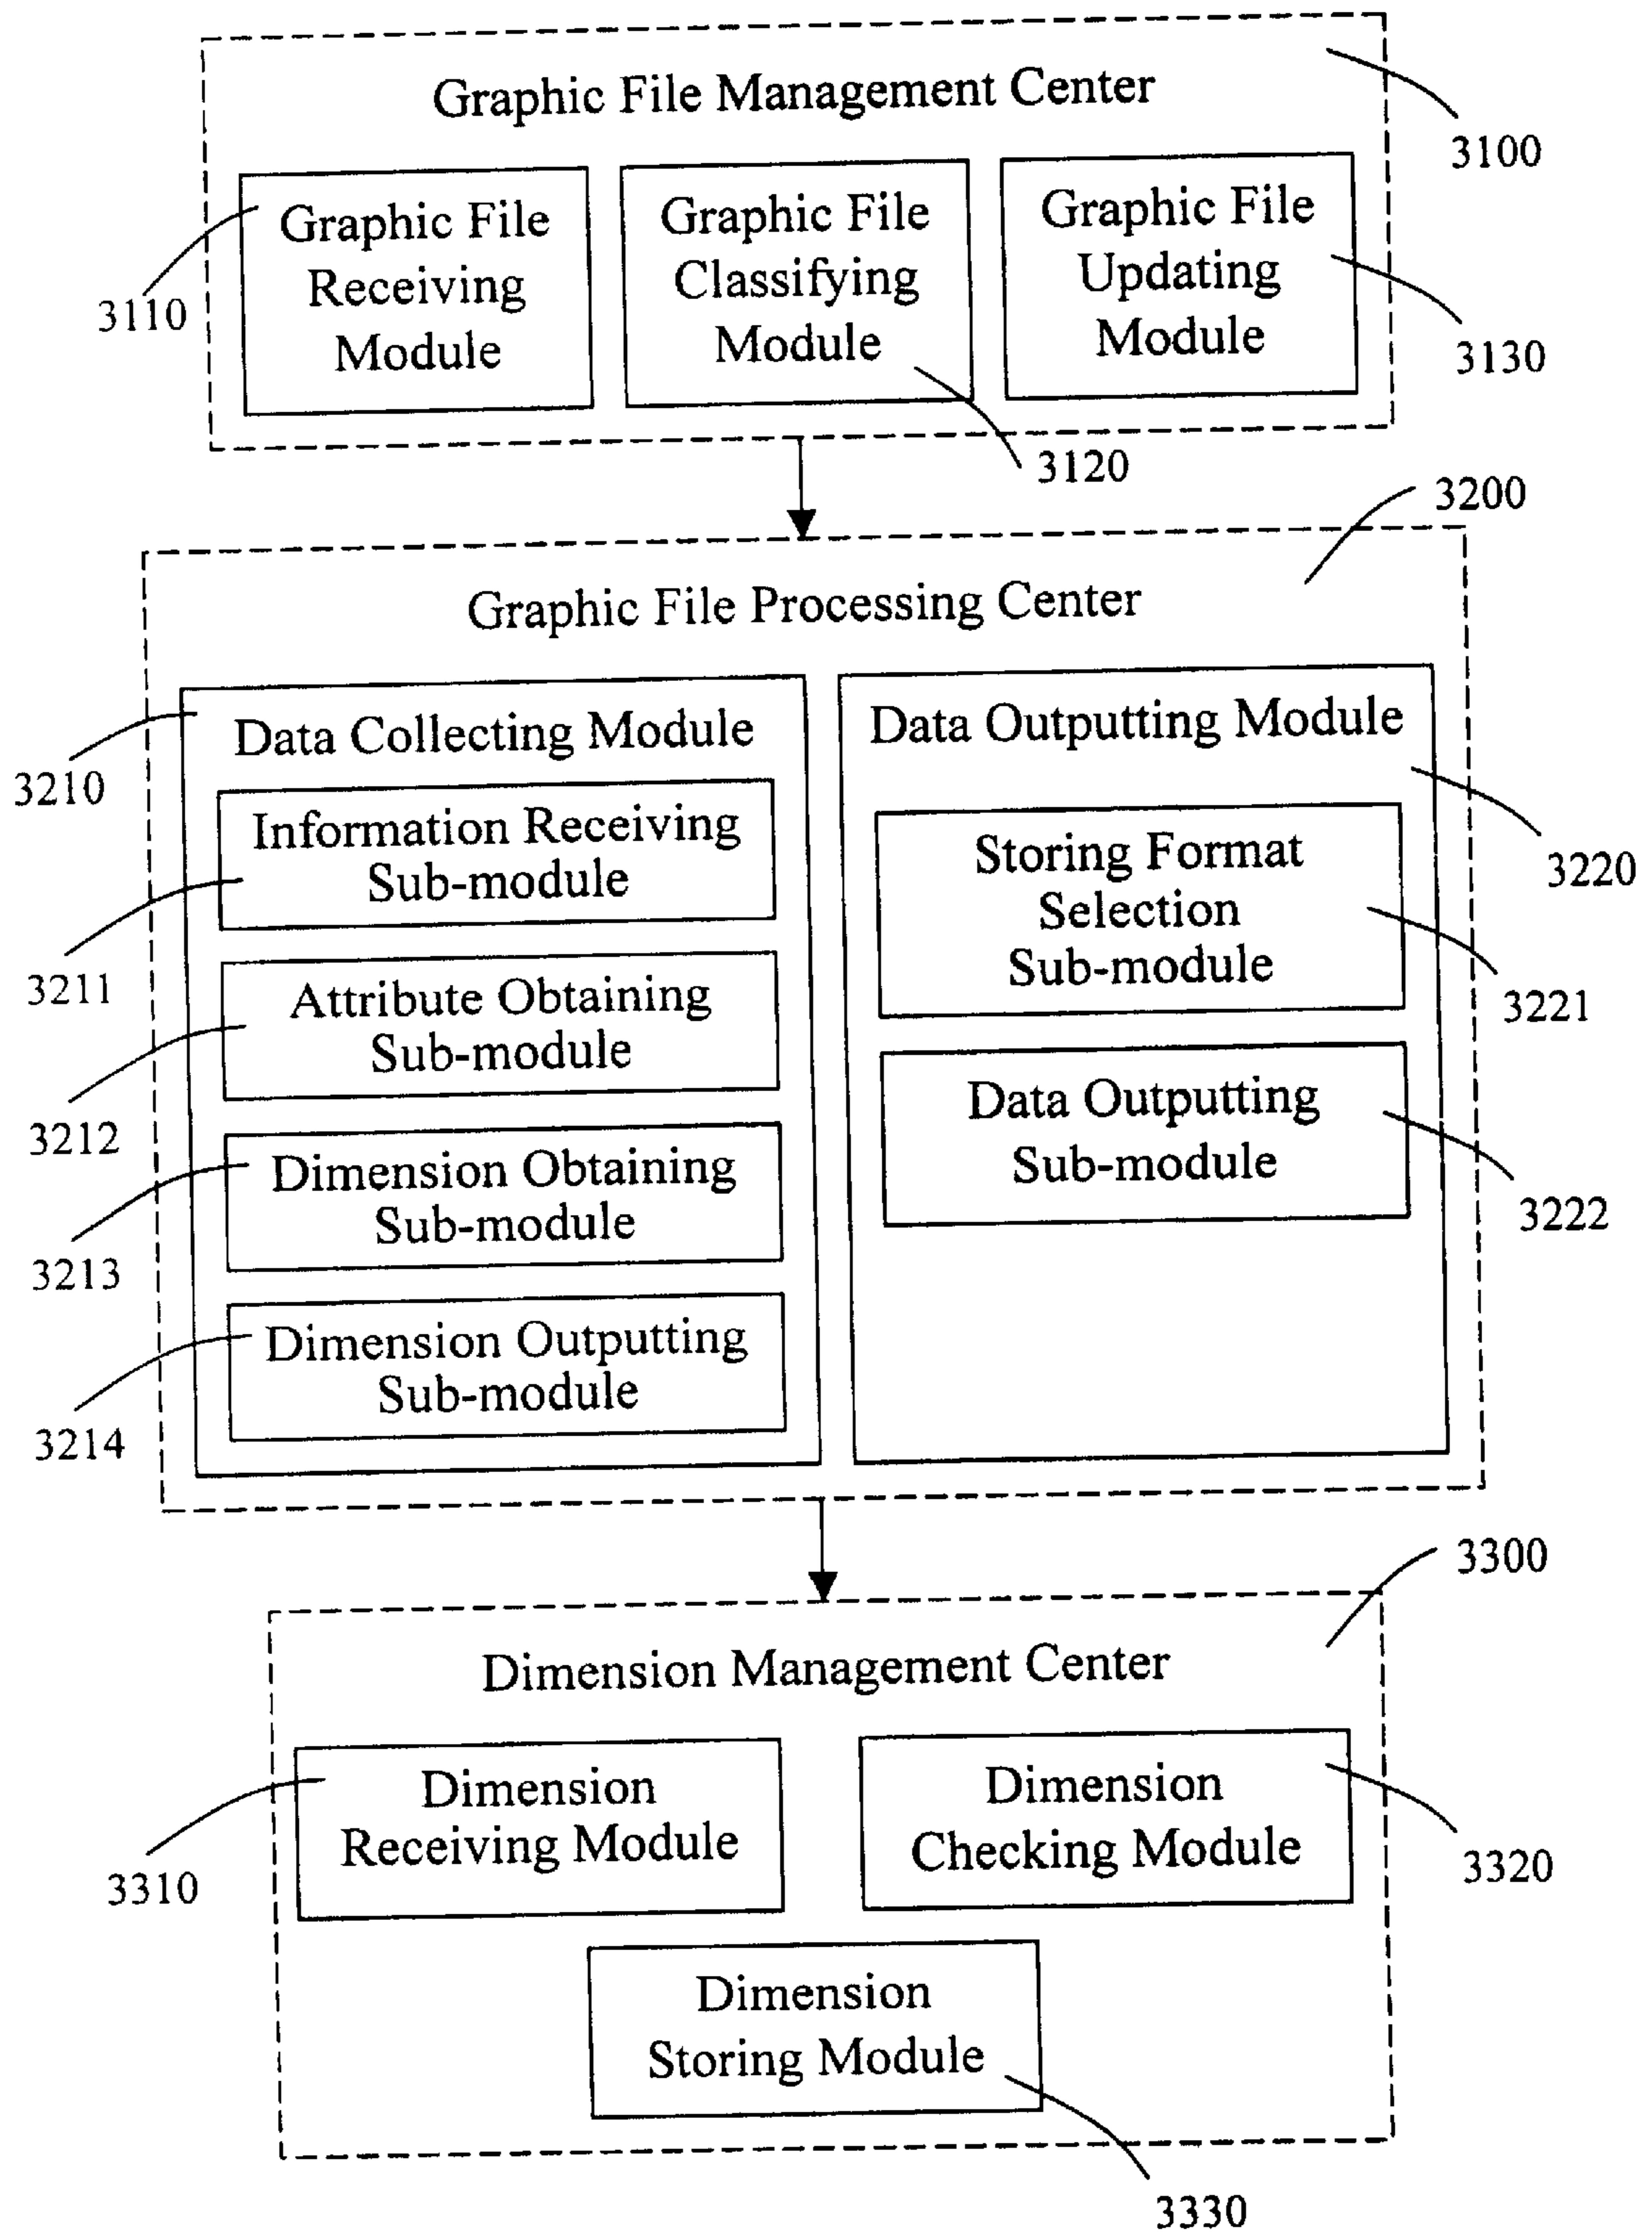 Graphic File Management Center
3100
Graphic File
Receiving
Module
3110
Graphic File
Classifying
Module
3120
Graphic File
Updating
Module
3130
3200
Graphic File Processing Center
Data Collecting Module
3210
Information Receiving
Sub-module
3211
Attribute Obtaining
Sub-module
3212
Dimension Obtaining
Sub-module
3213
Dimension Outputting
Sub-module
3214
Data Outputting Module
3220
Storing Format
Selection
Sub-module
3221
Data Outputting
Sub-module
3222
3300
Dimension Management Center
Dimension
Receiving Module
3310
Dimension
Checking Module
3320
Dimension
Storing Module
3330